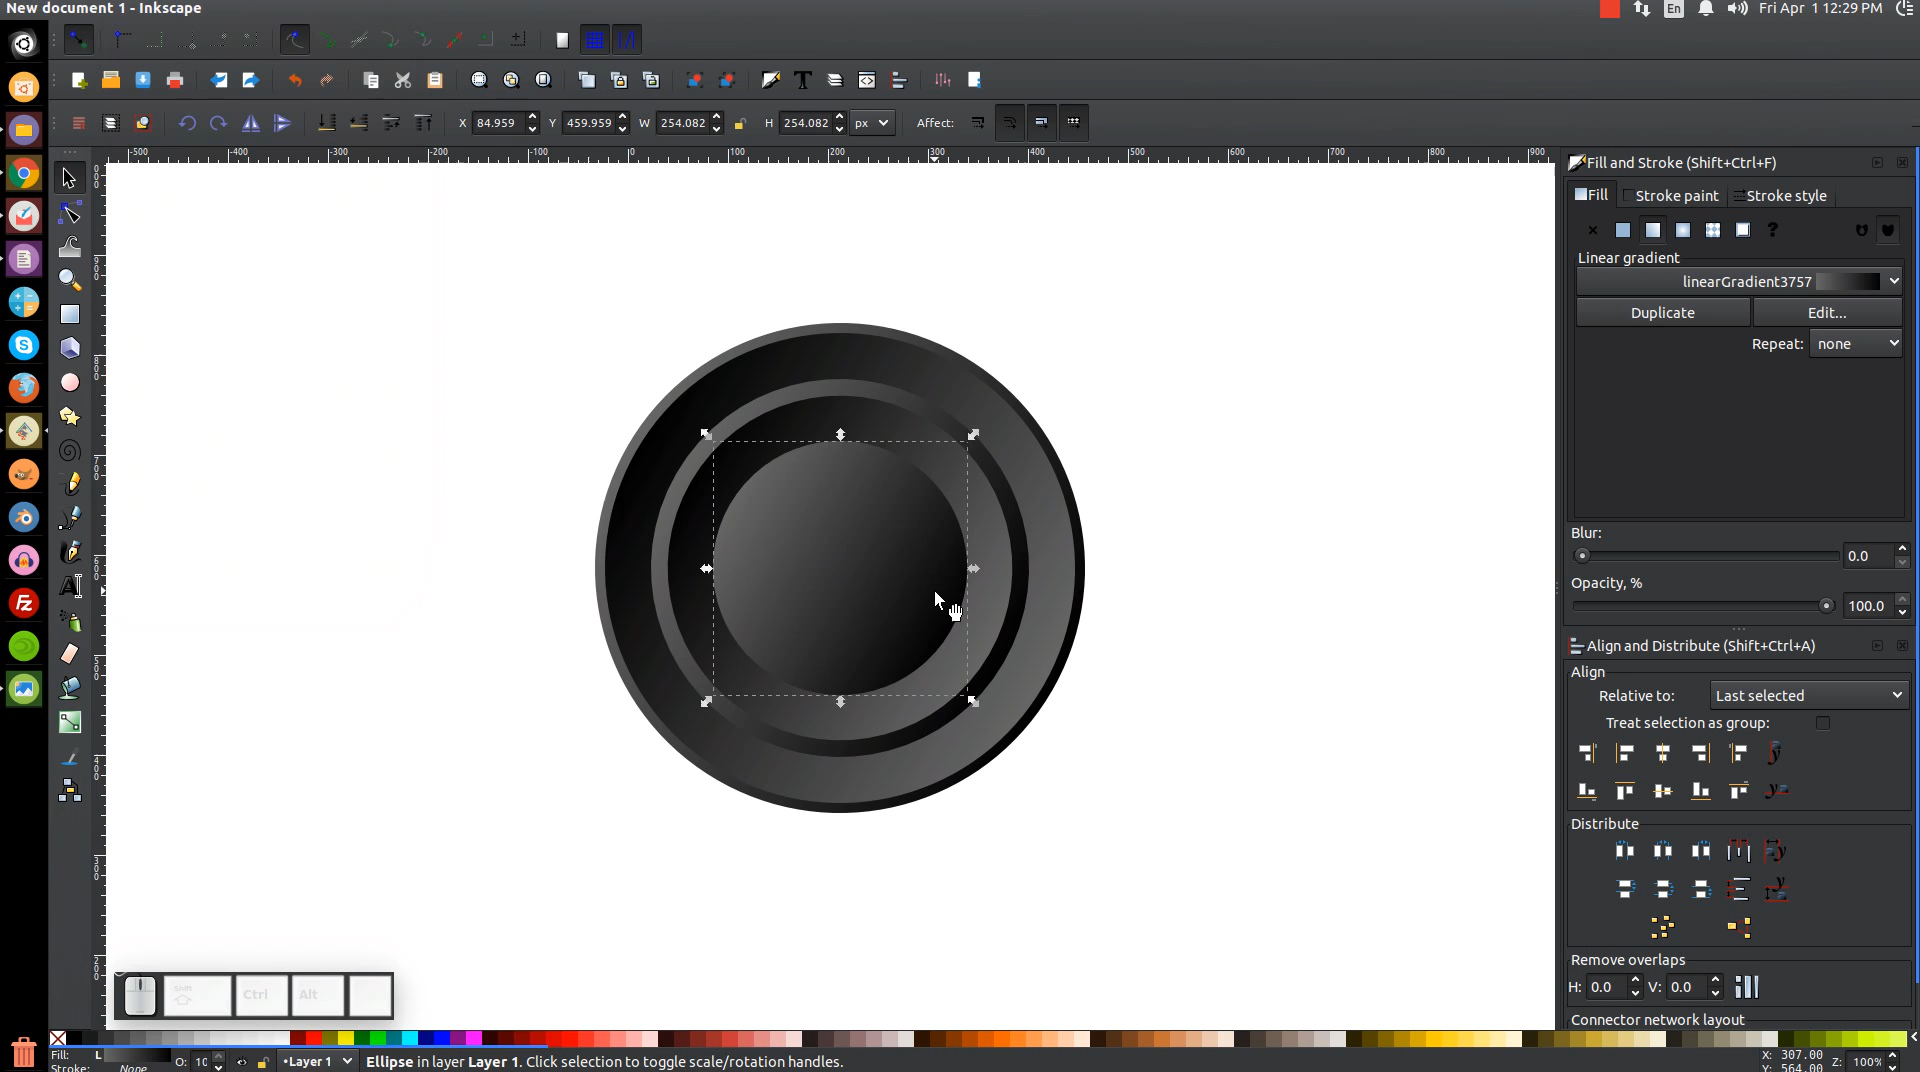 New document 1 - Inkscape
En
Fri Apr 1 12:29 PM
X 84.959 Y 459.959 W 254.082 H 254.082 px Affect:
-500 -400 -300 -200 -100 0 100 200 300 400 500 600 700 800 900
Fill and Stroke (Shift+Ctrl+F)
Fill Stroke paint Stroke style
Linear gradient
linearGradient3757
Duplicate Edit...
Repeat: none
Blur:
0.0
Opacity, %
100.0
Align and Distribute (Shift+Ctrl+A)
Align
Relative to: Last selected
Treat selection as group:
Distribute
Remove overlaps
H: 0.0 V: 0.0
Connector network layout
Shift Ctrl Alt
Fill: L O: 10 •Layer 1 Ellipse in layer Layer 1. Click selection to toggle scale/rotation handles.
Stroke: None
X: 307.00
Y: 564.00
Z: 100%